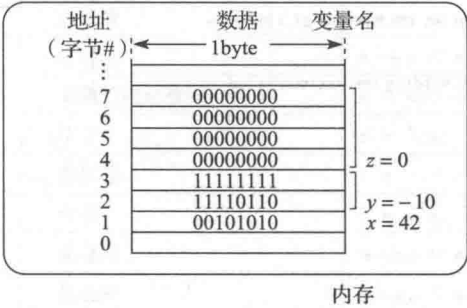 地址 数据 变量名
(字节#) 1byte
⋮
7 00000000
6 00000000
5 00000000
4 00000000 z=0
3 11111111
2 11110110 y=−10
1 00101010 x=42
0
内存